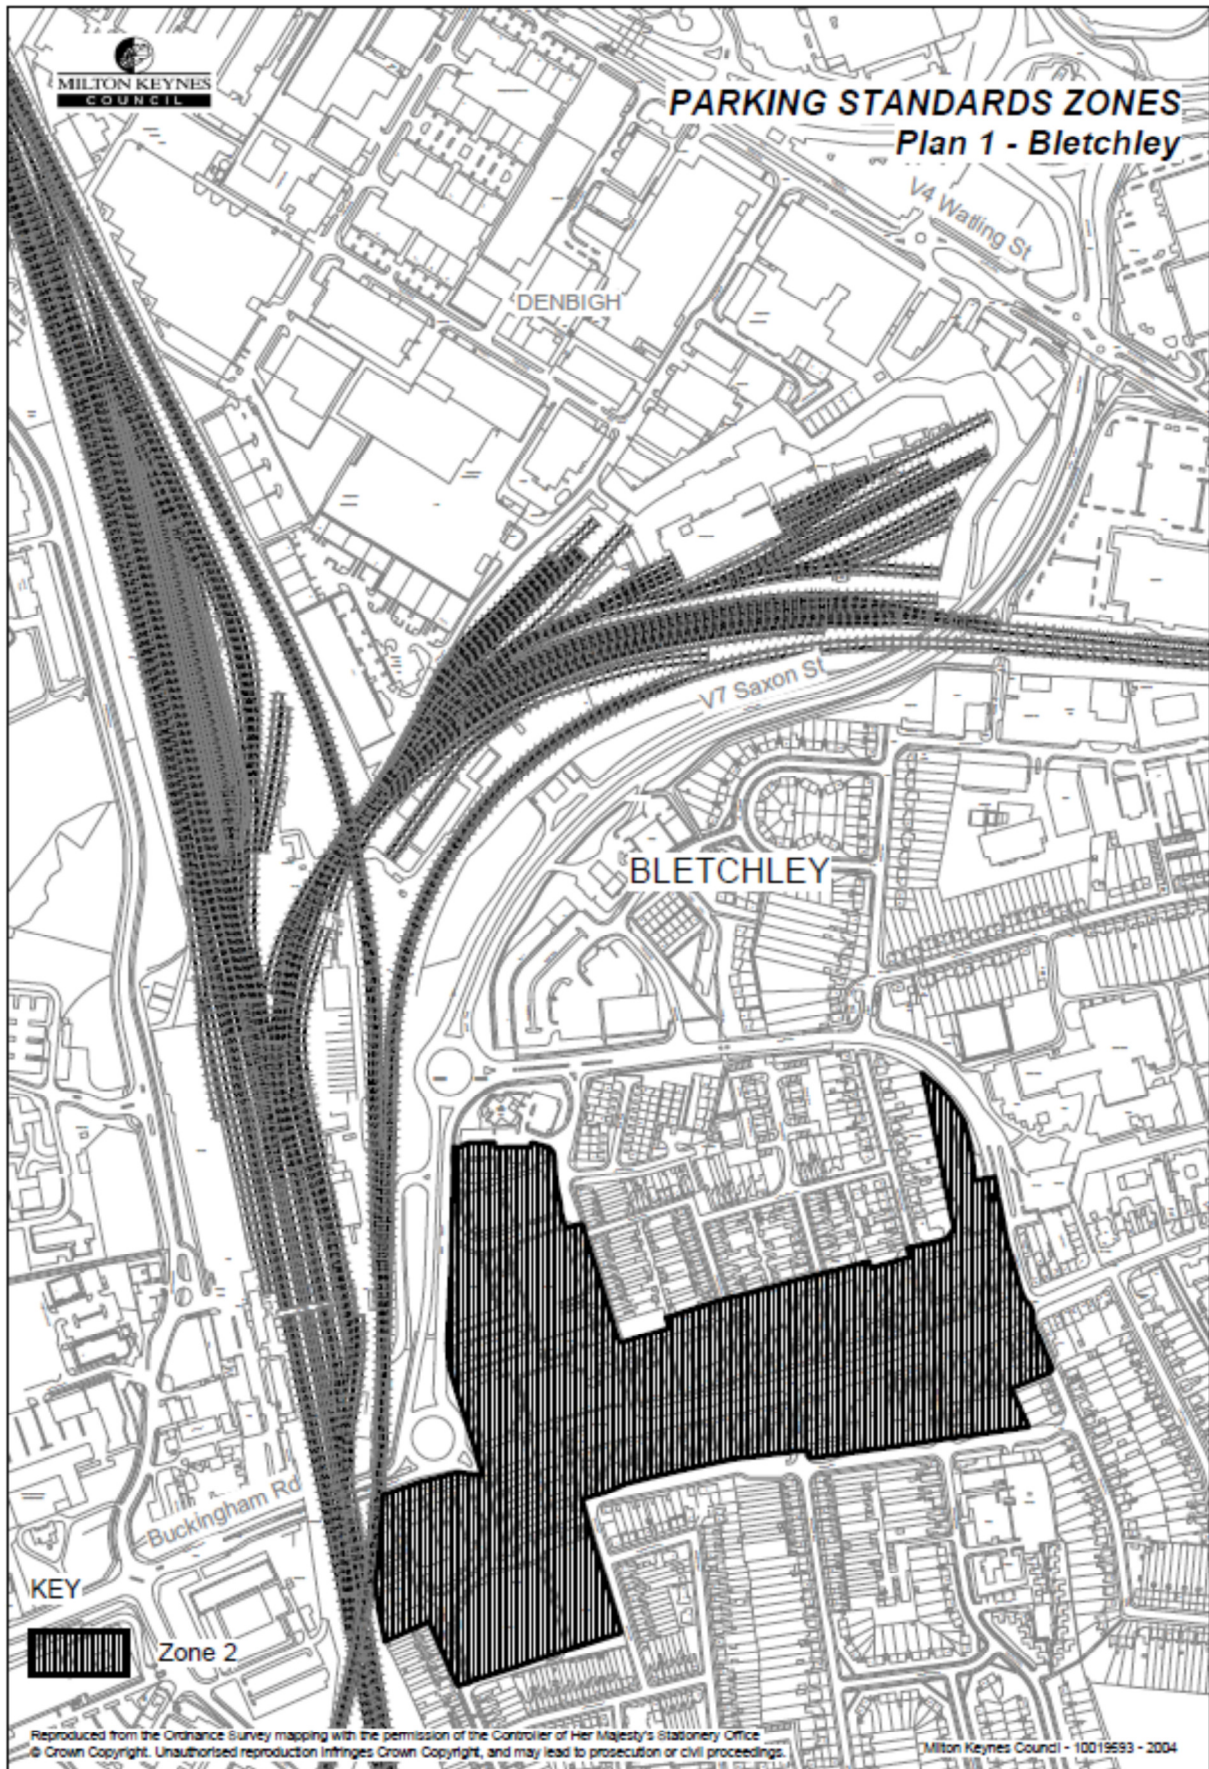 MILTON KEYNES
COUNCIL
PARKING STANDARDS ZONES
Plan 1 - Bletchley
V4 Watling St
DENBIGH
V7 Saxon St
BLETCHLEY
Buckingham Rd
KEY
Zone 2
Reproduced from the Ordnance Survey mapping with the permission of the Controller of Her Majesty's Stationery Office
© Crown Copyright. Unauthorised reproduction infringes Crown Copyright, and may lead to prosecution or civil proceedings.
Milton Keynes Council - 10019593 - 2004